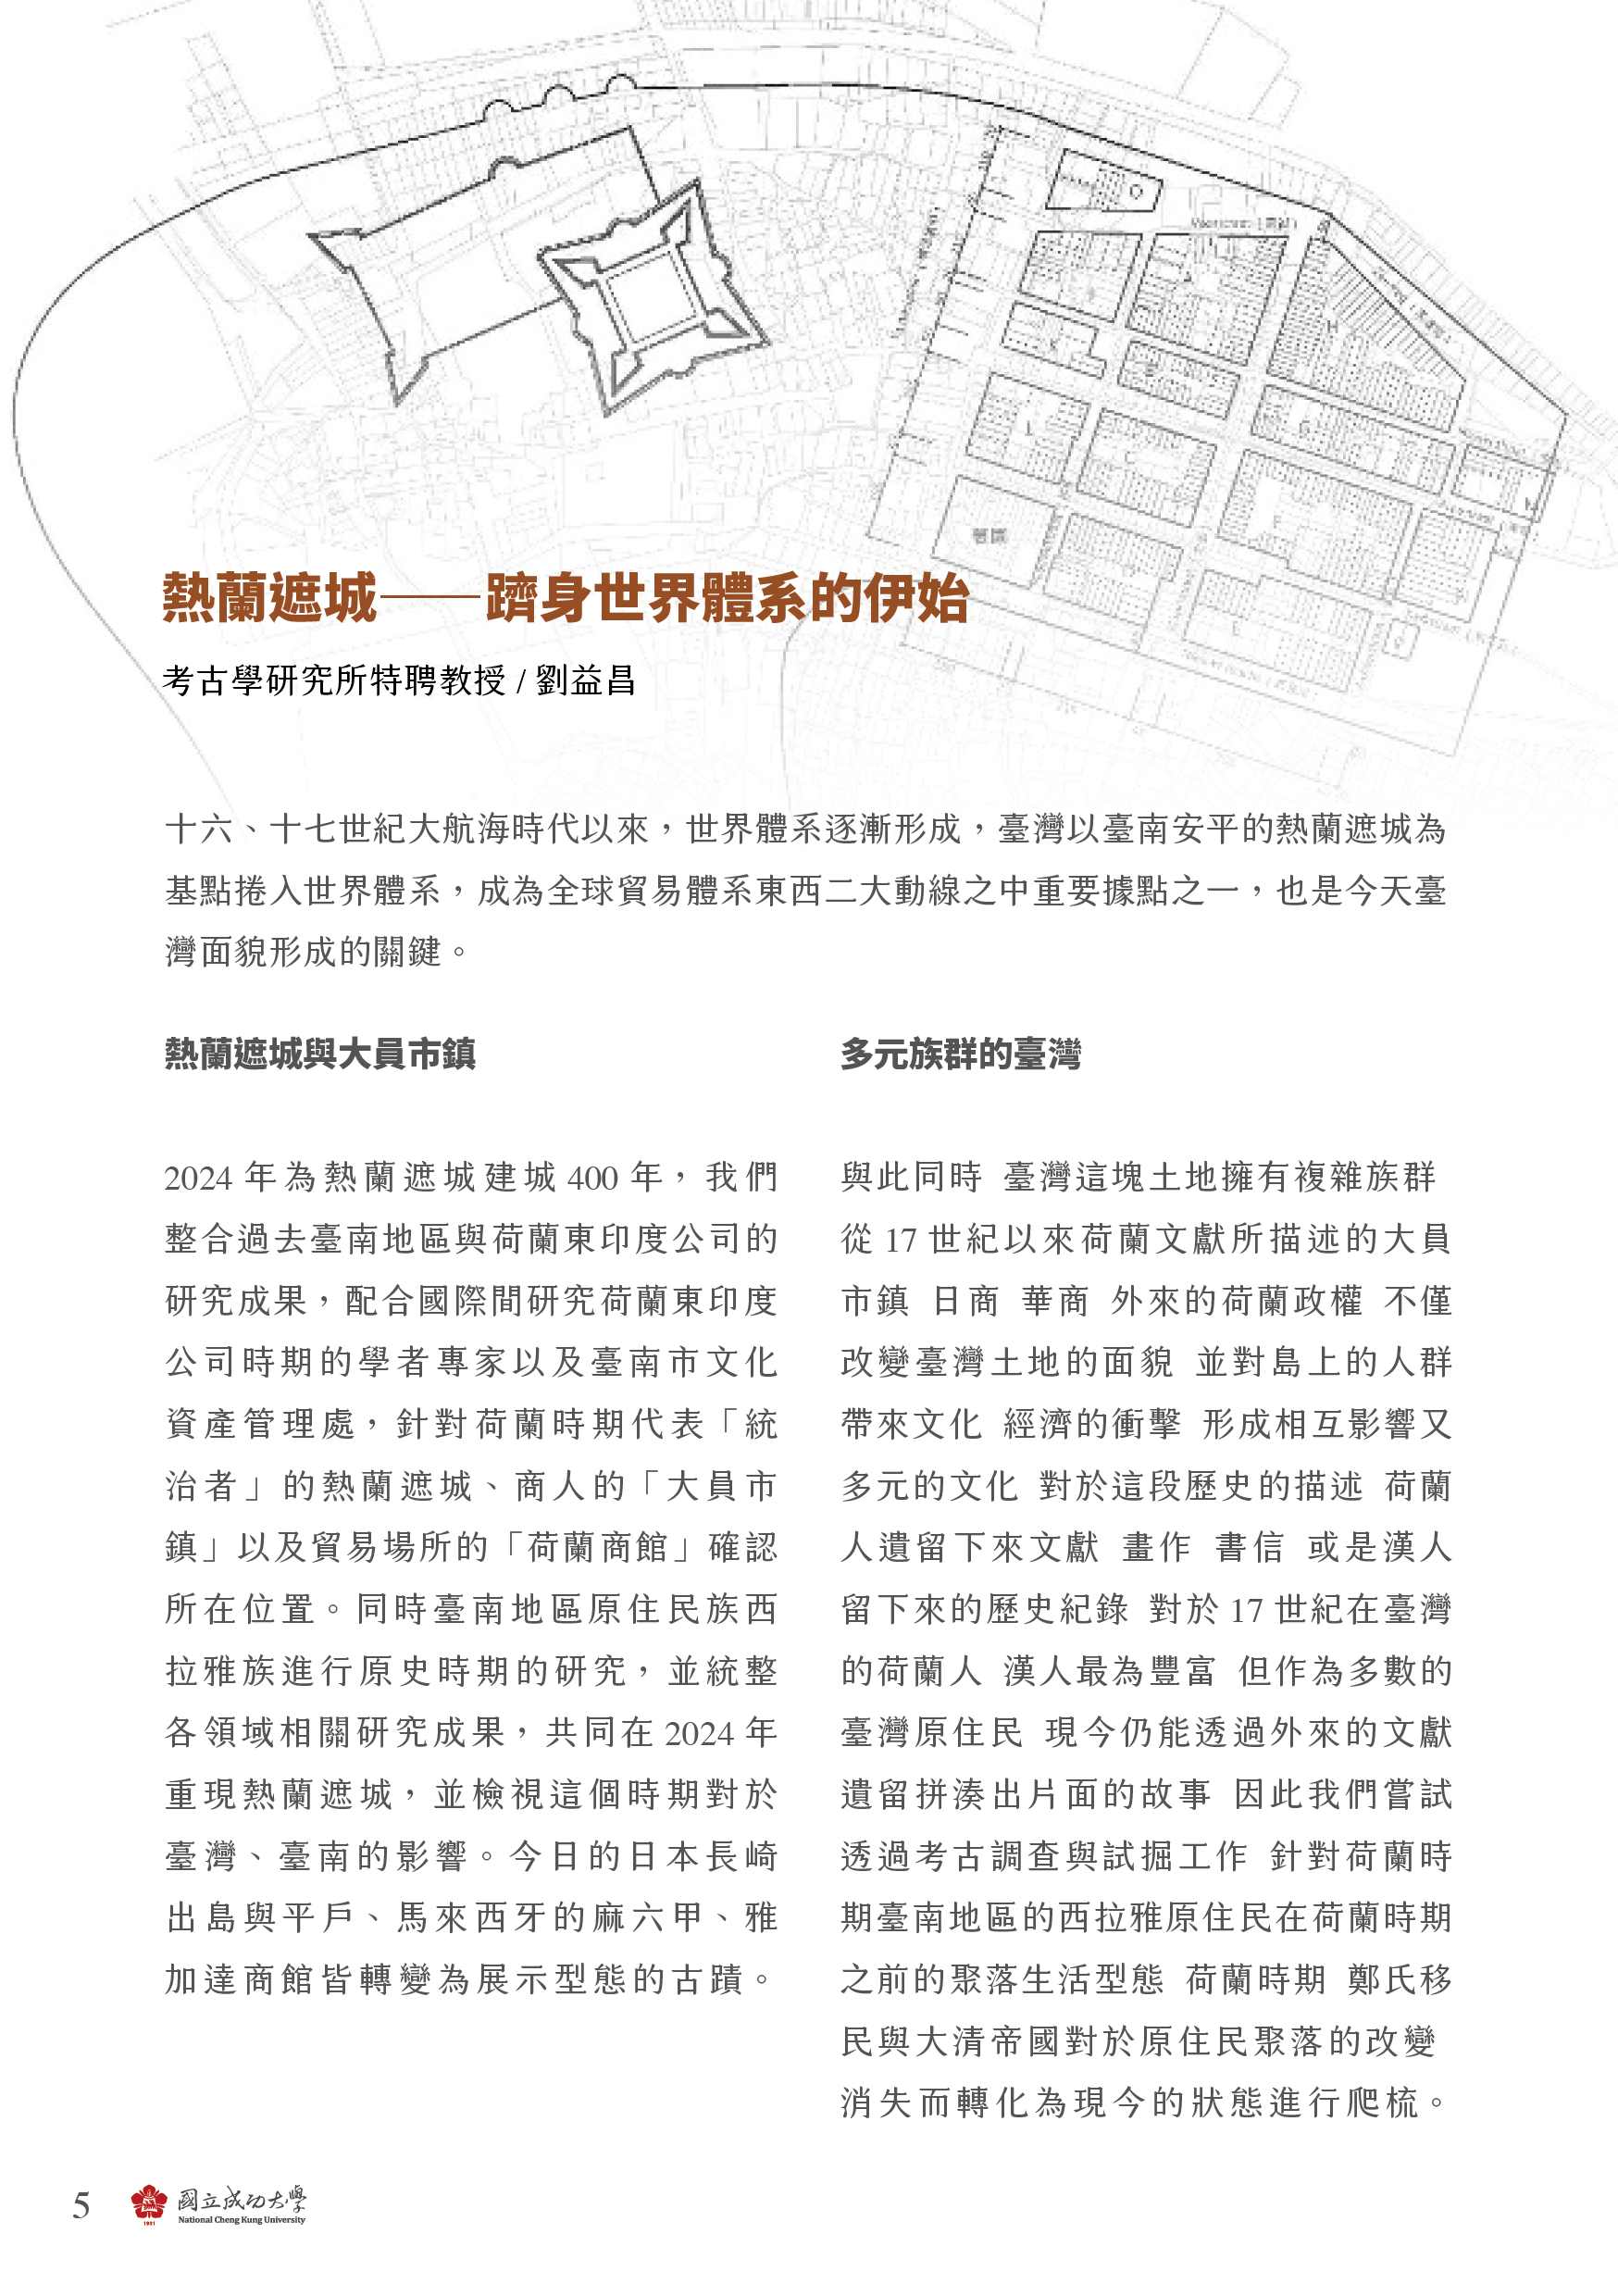 熱蘭遮城——躋身世界體系的伊始
考古學研究所特聘教授 / 劉益昌
十六、十七世紀大航海時代以來，世界體系逐漸形成，臺灣以臺南安平的熱蘭遮城為
基點捲入世界體系，成為全球貿易體系東西二大動線之中重要據點之一，也是今天臺
灣面貌形成的關鍵。
熱蘭遮城與大員市鎮
2024 年為熱蘭遮城建城 400 年，我們
整合過去臺南地區與荷蘭東印度公司的
研究成果，配合國際間研究荷蘭東印度
公司時期的學者專家以及臺南市文化
資產管理處，針對荷蘭時期代表「統
治者」的熱蘭遮城、商人的「大員市
鎮」以及貿易場所的「荷蘭商館」確認
所在位置。同時臺南地區原住民族西
拉雅族進行原史時期的研究，並統整
各領域相關研究成果，共同在 2024 年
重現熱蘭遮城，並檢視這個時期對於
臺灣、臺南的影響。今日的日本長崎
出島與平戶、馬來西牙的麻六甲、雅
加達商館皆轉變為展示型態的古蹟。
多元族群的臺灣
與此同時 臺灣這塊土地擁有複雜族群
從 17 世紀以來荷蘭文獻所描述的大員
市鎮 日商 華商 外來的荷蘭政權 不僅
改變臺灣土地的面貌 並對島上的人群
帶來文化 經濟的衝擊 形成相互影響又
多元的文化 對於這段歷史的描述 荷蘭
人遺留下來文獻 畫作 書信 或是漢人
留下來的歷史紀錄 對於 17 世紀在臺灣
的荷蘭人 漢人最為豐富 但作為多數的
臺灣原住民 現今仍能透過外來的文獻
遺留拼湊出片面的故事 因此我們嘗試
透過考古調查與試掘工作 針對荷蘭時
期臺南地區的西拉雅原住民在荷蘭時期
之前的聚落生活型態 荷蘭時期 鄭氏移
民與大清帝國對於原住民聚落的改變
消失而轉化為現今的狀態進行爬梳。
5
國立成功大學
National Cheng Kung University
1931